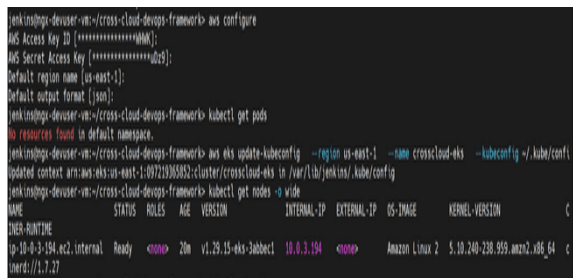 jenkins@ngx-devuser-vm:~/cross-cloud-devops-framework> aws configure
AWS Access Key ID [****************WHWK]:
AWS Secret Access Key [****************uDz9]:
Default region name [us-east-1]:
Default output format [json]:
jenkins@ngx-devuser-vm:~/cross-cloud-devops-framework> kubectl get pods
No resources found in default namespace.
jenkins@ngx-devuser-vm:~/cross-cloud-devops-framework> aws eks update-kubeconfig --region us-east-1 --name crosscloud-eks --kubeconfig ~/.kube/confi
Updated context arn:aws:eks:us-east-1:097219365852:cluster/crosscloud-eks in /var/lib/jenkins/.kube/config
jenkins@ngx-devuser-vm:~/cross-cloud-devops-framework> kubectl get nodes -o wide
NAME STATUS ROLES AGE VERSION INTERNAL-IP EXTERNAL-IP OS-IMAGE KERNEL-VERSION C
INER-RUNTIME
ip-10-0-3-194.ec2.internal Ready <none> 20m v1.29.15-eks-3abbec1 10.0.3.194 <none> Amazon Linux 2 5.10.240-238.959.amzn2.x86_64 c
inerd://1.7.27